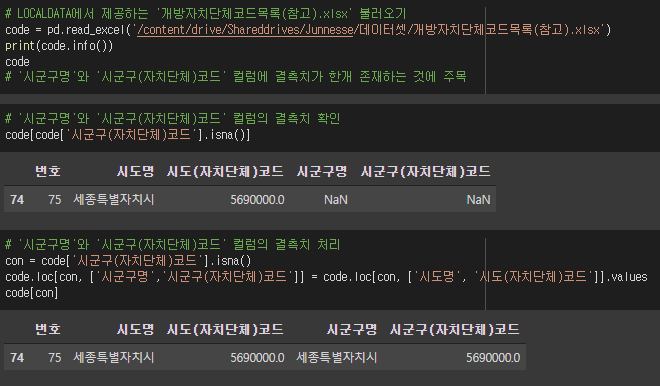 # LOCALDATA에서 제공하는 '개방자치단체코드목록(참고).xlsx' 불러오기
code = pd.read_excel('/content/drive/Shareddrives/Junnesse/데이터셋/개방자치단체코드목록(참고).xlsx')
print(code.info())
code
# '시군구명'와 '시군구(자치단체)코드' 컬럼에 결측치가 한개 존재하는 것에 주목
# '시군구명'와 '시군구(자치단체)코드' 컬럼의 결측치 확인
code[code['시군구(자치단체)코드'].isna()]
번호 시도명 시도(자치단체)코드 시군구명 시군구(자치단체)코드
74 75 세종특별자치시 5690000.0 NaN NaN
# '시군구명'와 '시군구(자치단체)코드' 컬럼의 결측치 처리
con = code['시군구(자치단체)코드'].isna()
code.loc[con, ['시군구명','시군구(자치단체)코드']] = code.loc[con, ['시도명', '시도(자치단체)코드']].values
code[con]
번호 시도명 시도(자치단체)코드 시군구명 시군구(자치단체)코드
74 75 세종특별자치시 5690000.0 세종특별자치시 5690000.0